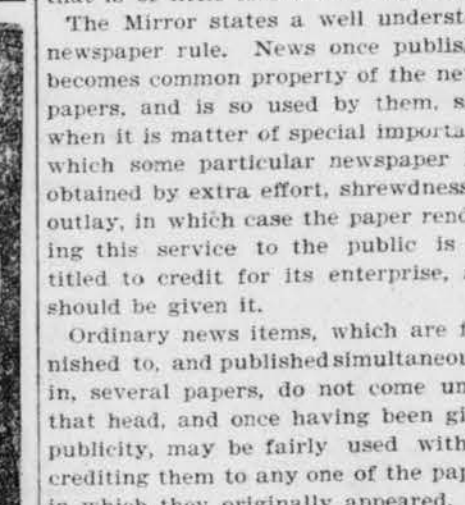 The Mirror states a well underst
newspaper rule. News once publis
becomes common property of the ne
papers, and is so used by them, s
when it is matter of special importa
which some particular newspaper
obtained by extra effort, shrewdness
outlay, in which case the paper rend
ing this service to the public is
titled to credit for its enterprise,
should be given it.
Ordinary news items, which are f
nished to, and published simultaneou
in, several papers, do not come un
that head, and once having been gi
publicity, may be fairly used with
crediting them to any one of the pap
in which they originally appeared.